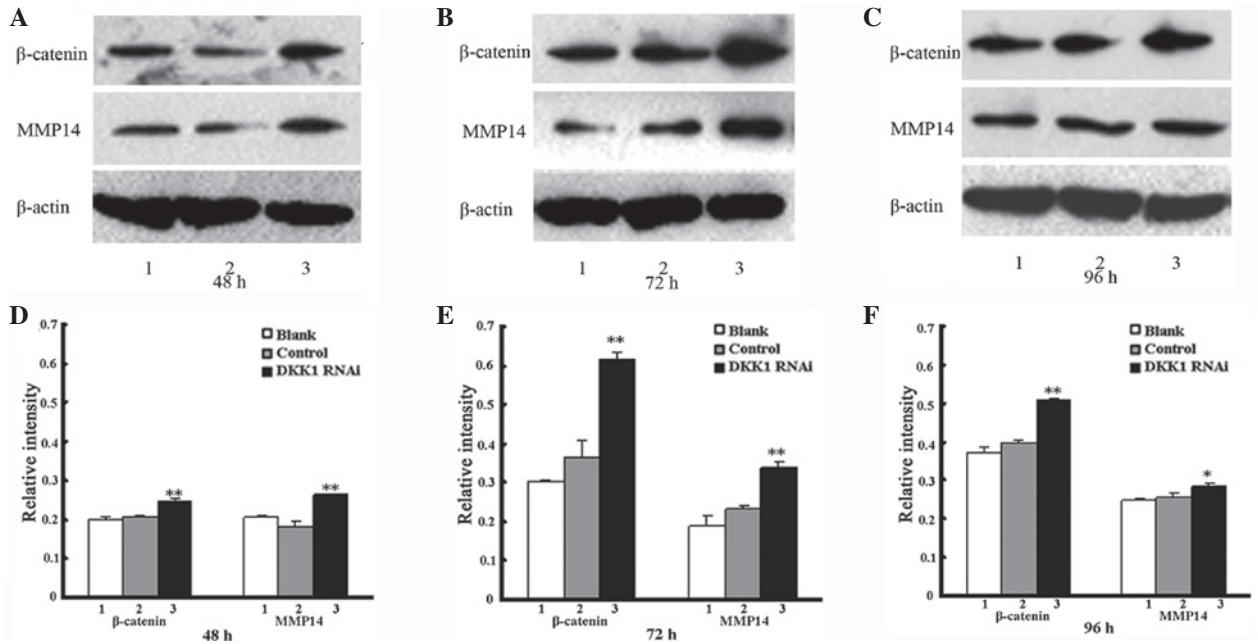 A
β-catenin
MMP14
β-actin
1 2 3
48 h
B
β-catenin
MMP14
β-actin
1 2 3
72 h
C
β-catenin
MMP14
β-actin
1 2 3
96 h
D
Relative intensity
0.7
0.6
0.5
0.4
0.3
0.2
0.1
0
Blank
Control
DKK1 RNAi
** **
1 2 3 1 2 3
β-catenin MMP14
48 h
E
Relative intensity
0.7
0.6
0.5
0.4
0.3
0.2
0.1
0
Blank
Control
DKK1 RNAi
**
**
1 2 3 1 2 3
β-catenin MMP14
72 h
F
Relative intensity
0.7
0.6
0.5
0.4
0.3
0.2
0.1
0
Blank
Control
DKK1 RNAi
**
*
1 2 3 1 2 3
β-catenin MMP14
96 h